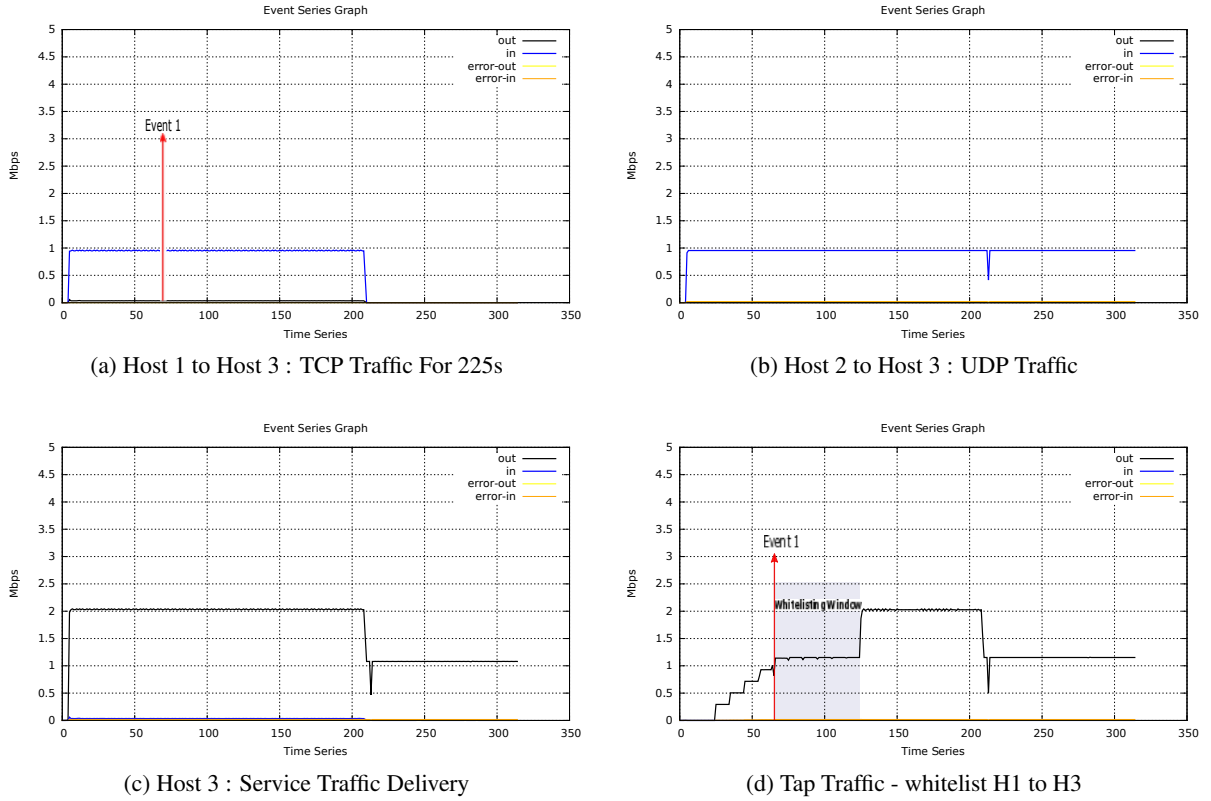 Event Series Graph
5
4.5
4
3.5
3
2.5
2
1.5
1
0.5
0
Mbps
out
in
error-out
error-in
Event 1
0 50 100 150 200 250 300 350
Time Series
(a) Host 1 to Host 3 : TCP Traffic For 225s
Event Series Graph
5
4.5
4
3.5
3
2.5
2
1.5
1
0.5
0
Mbps
out
in
error-out
error-in
0 50 100 150 200 250 300 350
Time Series
(b) Host 2 to Host 3 : UDP Traffic
Event Series Graph
5
4.5
4
3.5
3
2.5
2
1.5
1
0.5
0
Mbps
out
in
error-out
error-in
0 50 100 150 200 250 300 350
Time Series
(c) Host 3 : Service Traffic Delivery
Event Series Graph
5
4.5
4
3.5
3
2.5
2
1.5
1
0.5
0
Mbps
out
in
error-out
error-in
Event 1
Whitelisting Window
0 50 100 150 200 250 300 350
Time Series
(d) Tap Traffic - whitelist H1 to H3